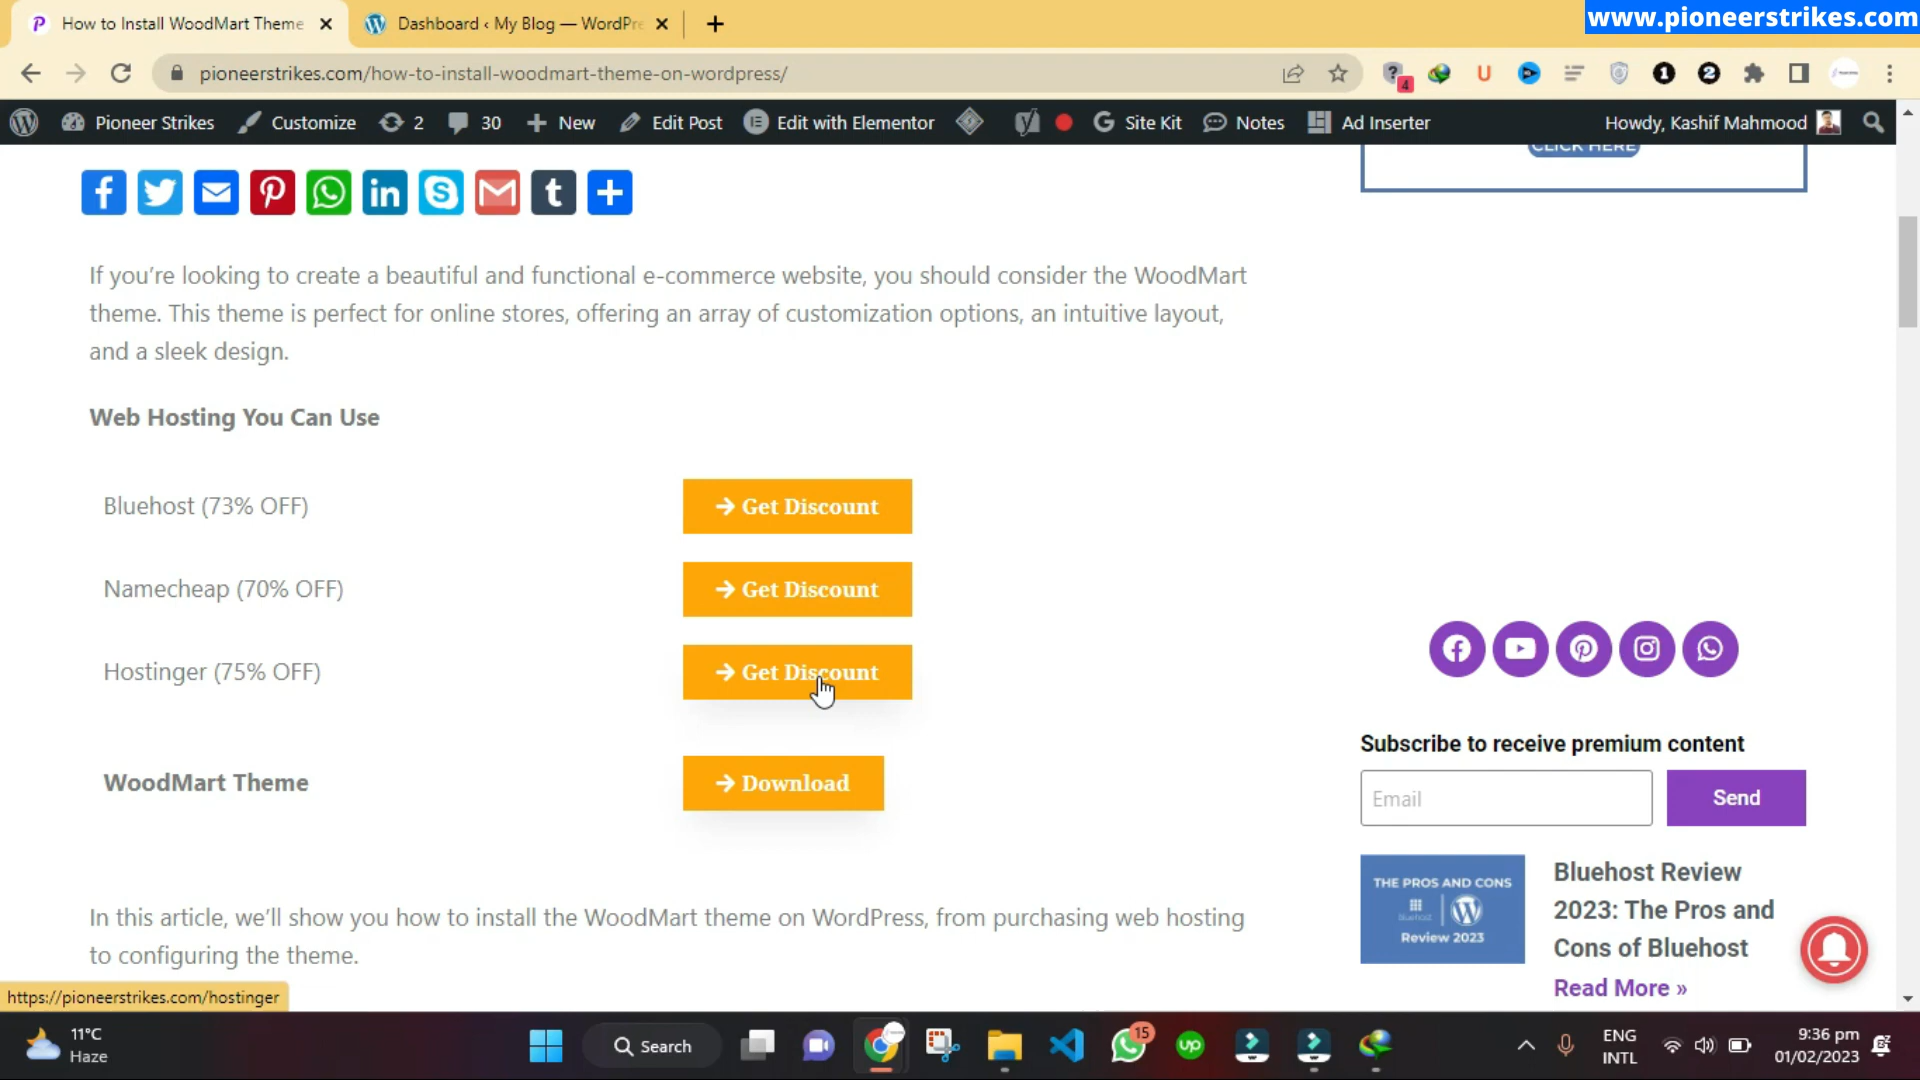 How to Install WoodMart Theme
Dashboard ‹ My Blog — WordPre
www.pioneerstrikes.com
pioneerstrikes.com/how-to-install-woodmart-theme-on-wordpress/
4
U
1
2
Pioneer Strikes
Customize
2
30
New
Edit Post
Edit with Elementor
Site Kit
Notes
Ad Inserter
Howdy, Kashif Mahmood
CLICK HERE
If you're looking to create a beautiful and functional e-commerce website, you should consider the WoodMart
theme. This theme is perfect for online stores, offering an array of customization options, an intuitive layout,
and a sleek design.
Web Hosting You Can Use
Bluehost (73% OFF)
→ Get Discount
Namecheap (70% OFF)
→ Get Discount
Hostinger (75% OFF)
→ Get Discount
WoodMart Theme
→ Download
In this article, we'll show you how to install the WoodMart theme on WordPress, from purchasing web hosting
to configuring the theme.
Subscribe to receive premium content
Email
Send
THE PROS AND CONS
bluehost
Review 2023
Bluehost Review
2023: The Pros and
Cons of Bluehost
Read More »
https://pioneerstrikes.com/hostinger
11°C
Haze
Search
15
up
ENG
INTL
9:36 pm
01/02/2023